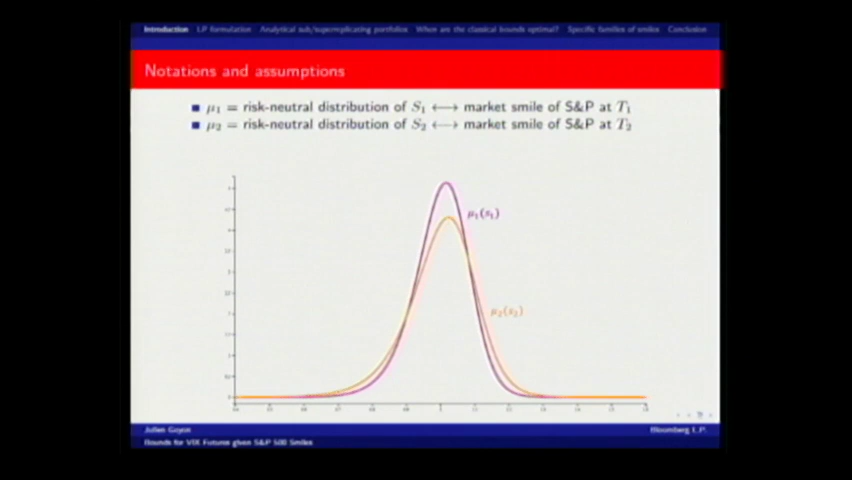 Introduction LP formulation Analytical sub/superreplicating portfolios When are the classical bounds optimal? Specific families of smiles Conclusion
Notations and assumptions
■ μ₁ = risk-neutral distribution of S₁ ⟷ market smile of S&P at T₁
■ μ₂ = risk-neutral distribution of S₂ ⟷ market smile of S&P at T₂
μ₁(s₁)
μ₂(s₂)
Julien Guyon Bloomberg L.P.
Bounds for VIX Futures given S&P 500 Smiles